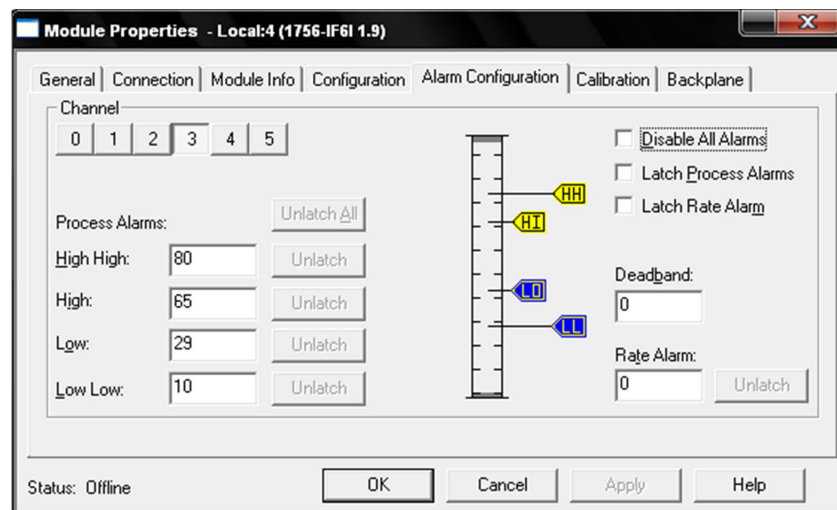 Module Properties - Local:4 (1756-IF6I 1.9)
General Connection Module Info Configuration Alarm Configuration Calibration Backplane
Channel
0 1 2 3 4 5
Disable All Alarms
Latch Process Alarms
Latch Rate Alarm
Process Alarms: Unlatch All
High High: 80 Unlatch
High: 65 Unlatch
Low: 29 Unlatch
Low Low: 10 Unlatch
HH
HI
LO
LL
Deadband:
0
Rate Alarm:
0 Unlatch
Status: Offline OK Cancel Apply Help